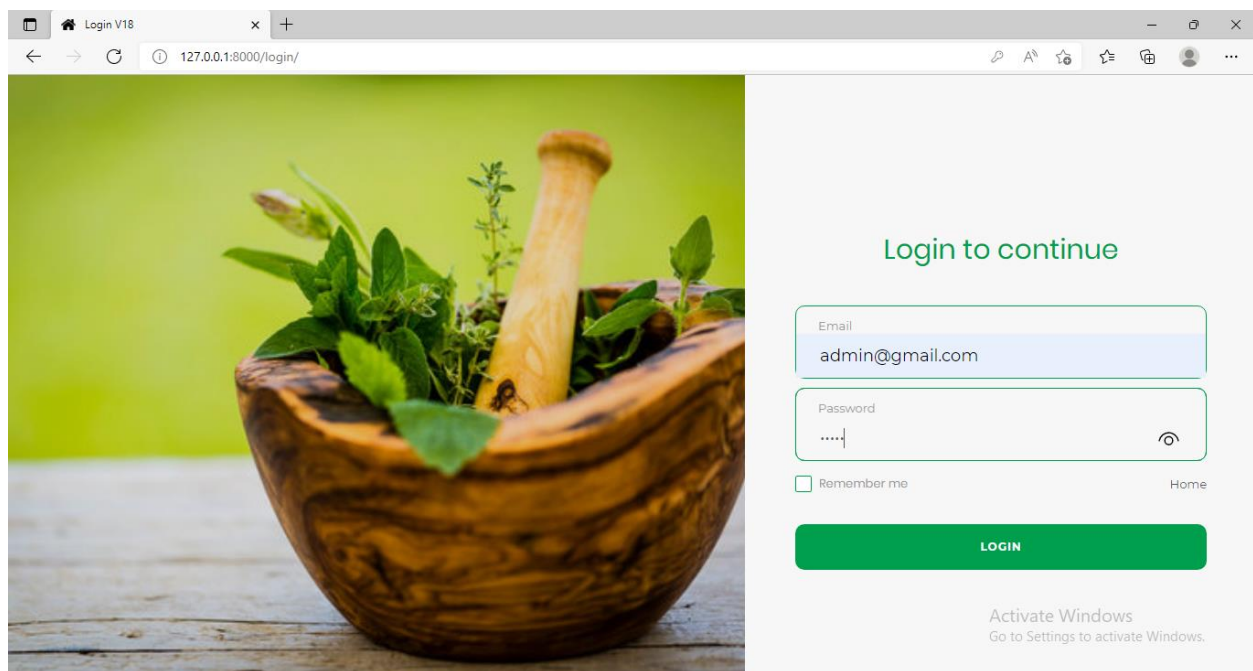 Login V18
127.0.0.1:8000/login/
Login to continue
Email
admin@gmail.com
Password
•••••
Remember me
Home
LOGIN
Activate Windows
Go to Settings to activate Windows.